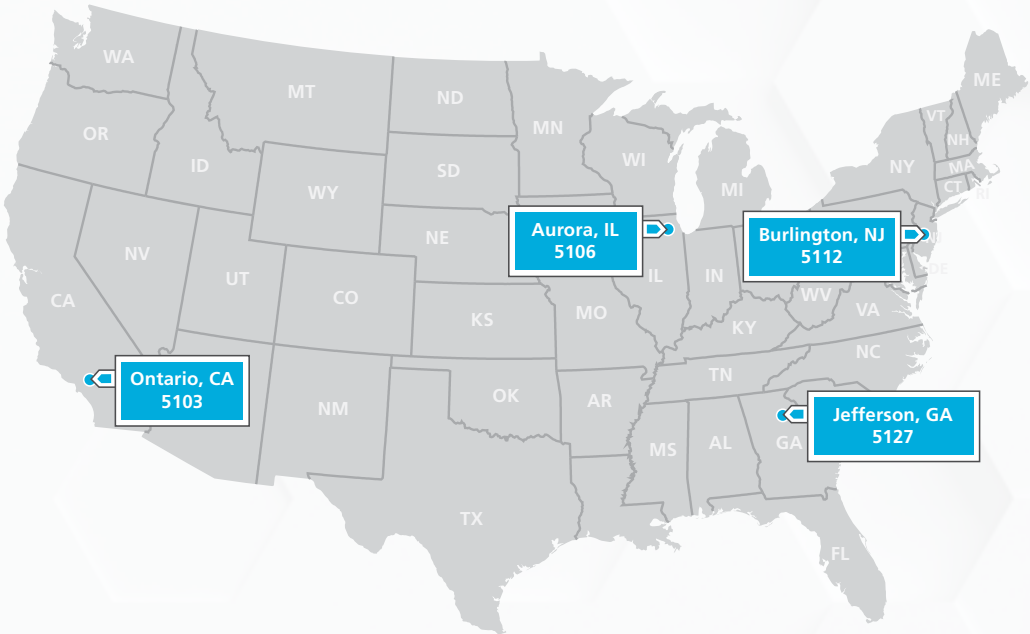 WA
MT
ND
MN
ME
VT
NH
OR
ID
SD
WI
MI
NY
MA
CT
RI
WY
NE
Aurora, IL
5106
Burlington, NJ
5112
NJ
DE
NV
UT
CO
CA
KS
MO
IL
IN
WV
VA
KY
NC
Ontario, CA
5103
NM
OK
AR
TN
MS
AL
GA
Jefferson, GA
5127
TX
FL